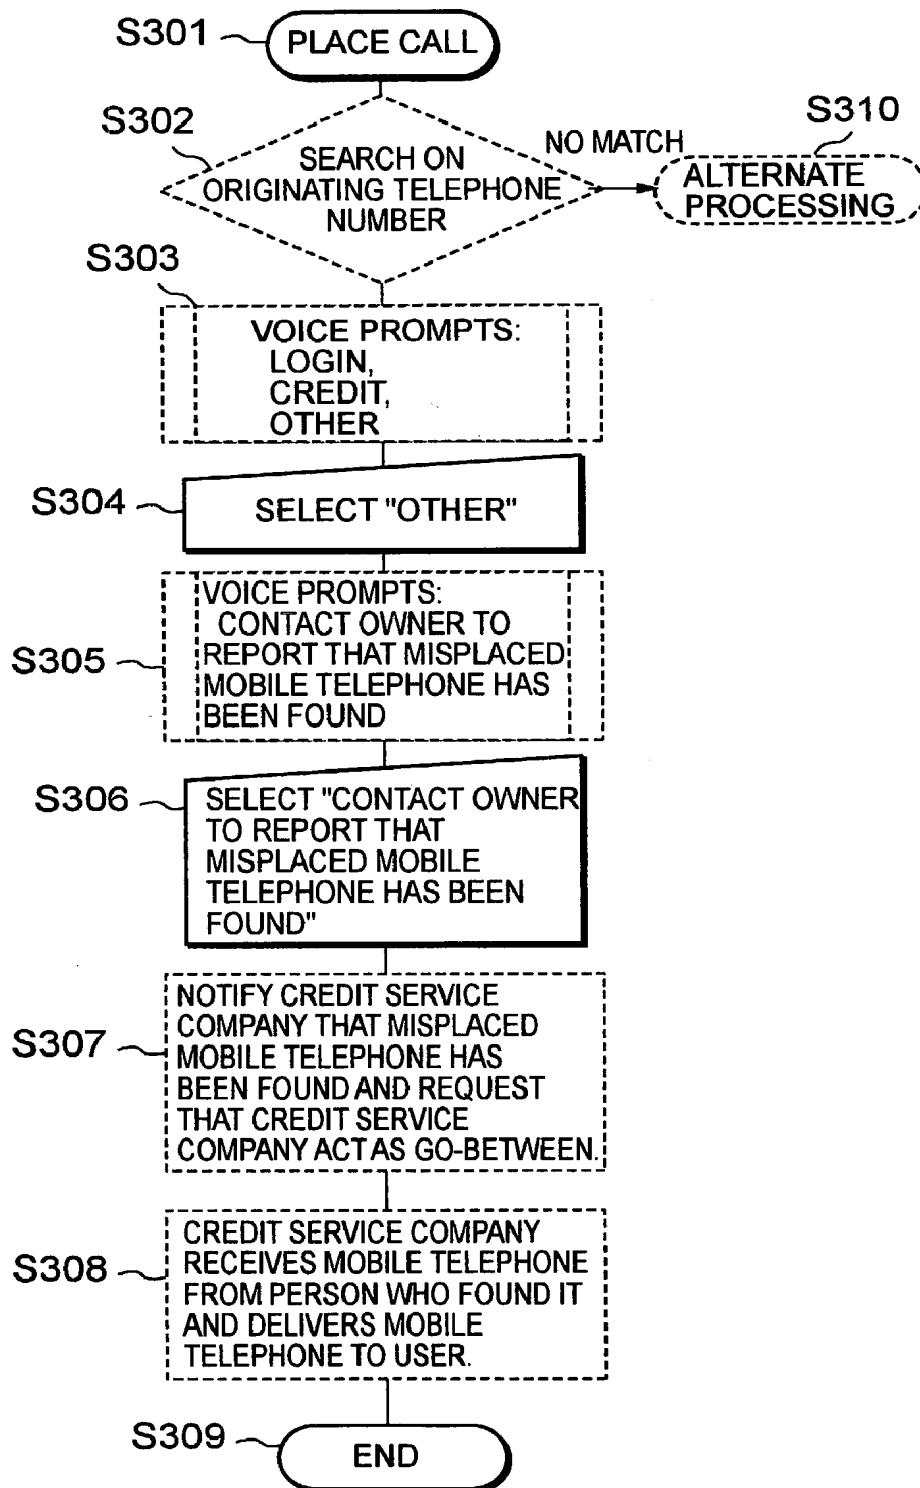 S301
PLACE CALL
S302
SEARCH ON
ORIGINATING TELEPHONE
NUMBER
NO MATCH
S310
ALTERNATE
PROCESSING
S303
VOICE PROMPTS:
LOGIN,
CREDIT,
OTHER
S304
SELECT "OTHER"
S305
VOICE PROMPTS:
CONTACT OWNER TO
REPORT THAT MISPLACED
MOBILE TELEPHONE HAS
BEEN FOUND
S306
SELECT "CONTACT OWNER
TO REPORT THAT
MISPLACED MOBILE
TELEPHONE HAS BEEN
FOUND"
S307
NOTIFY CREDIT SERVICE
COMPANY THAT MISPLACED
MOBILE TELEPHONE HAS
BEEN FOUND AND REQUEST
THAT CREDIT SERVICE
COMPANY ACT AS GO-BETWEEN.
S308
CREDIT SERVICE COMPANY
RECEIVES MOBILE TELEPHONE
FROM PERSON WHO FOUND IT
AND DELIVERS MOBILE
TELEPHONE TO USER.
S309
END